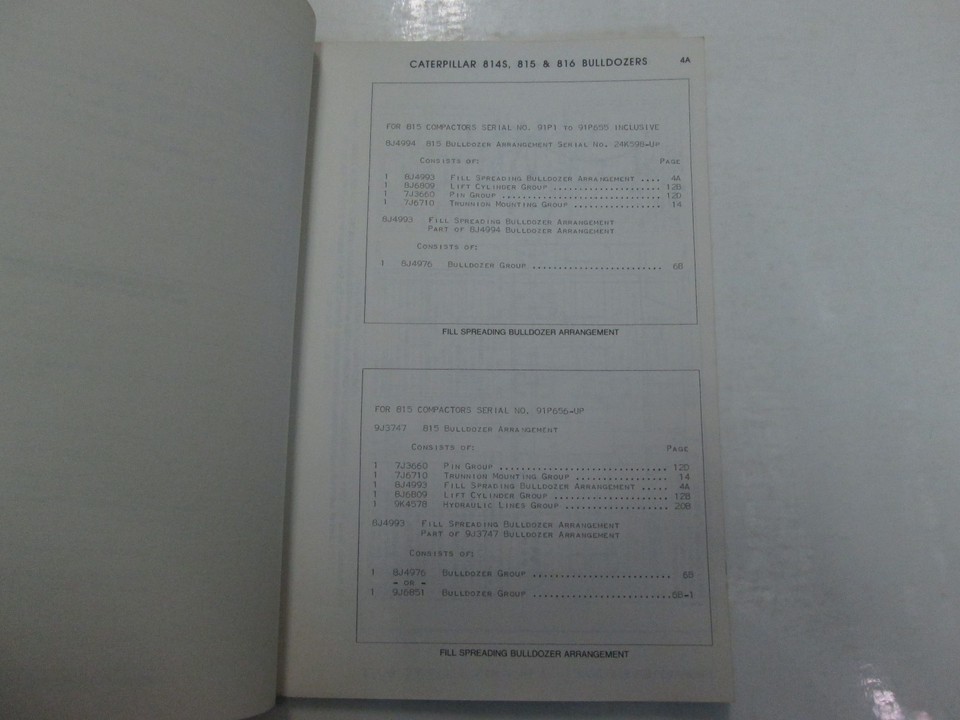 CATERPILLAR 814S, 815 & 816 BULLDOZERS 4A
FOR 815 COMPACTORS SERIAL NO. 91P1 to 91P655 INCLUSIVE
8J4994 815 BULLDOZER ARRANGEMENT SERIAL NO. 24K598-UP
CONSISTS OF: PAGE
1 8J4993 FILL SPREADING BULLDOZER ARRANGEMENT .... 4A
1 8J6809 LIFT CYLINDER GROUP ...................... 12B
1 7J3660 PIN GROUP ................................ 12D
1 7J6710 TRUNNION MOUNTING GROUP .................. 14
8J4993 FILL SPREADING BULLDOZER ARRANGEMENT
PART OF 8J4994 BULLDOZER ARRANGEMENT
CONSISTS OF:
1 8J4976 BULLDOZER GROUP .......................... 6B
FILL SPREADING BULLDOZER ARRANGEMENT
FOR 815 COMPACTORS SERIAL NO. 91P656-UP
9J3747 815 BULLDOZER ARRANGEMENT
CONSISTS OF: PAGE
1 7J3660 PIN GROUP ................................ 12D
1 7J6710 TRUNNION MOUNTING GROUP .................. 14
1 8J4993 FILL SPRADING BULLDOZER ARRANGEMENT ..... 4A
1 8J6809 LIFT CYLINDER GROUP ...................... 12B
1 9K4578 HYDRAULIC LINES GROUP .................... 20B
8J4993 FILL SPREADING BULLDOZER ARRANGEMENT
PART OF 9J3747 BULLDOZER ARRANGEMENT
CONSISTS OF:
1 8J4976 BULLDOZER GROUP .......................... 6B
- OR -
1 9J6851 BULLDOZER GROUP ..........................6B-1
FILL SPREADING BULLDOZER ARRANGEMENT